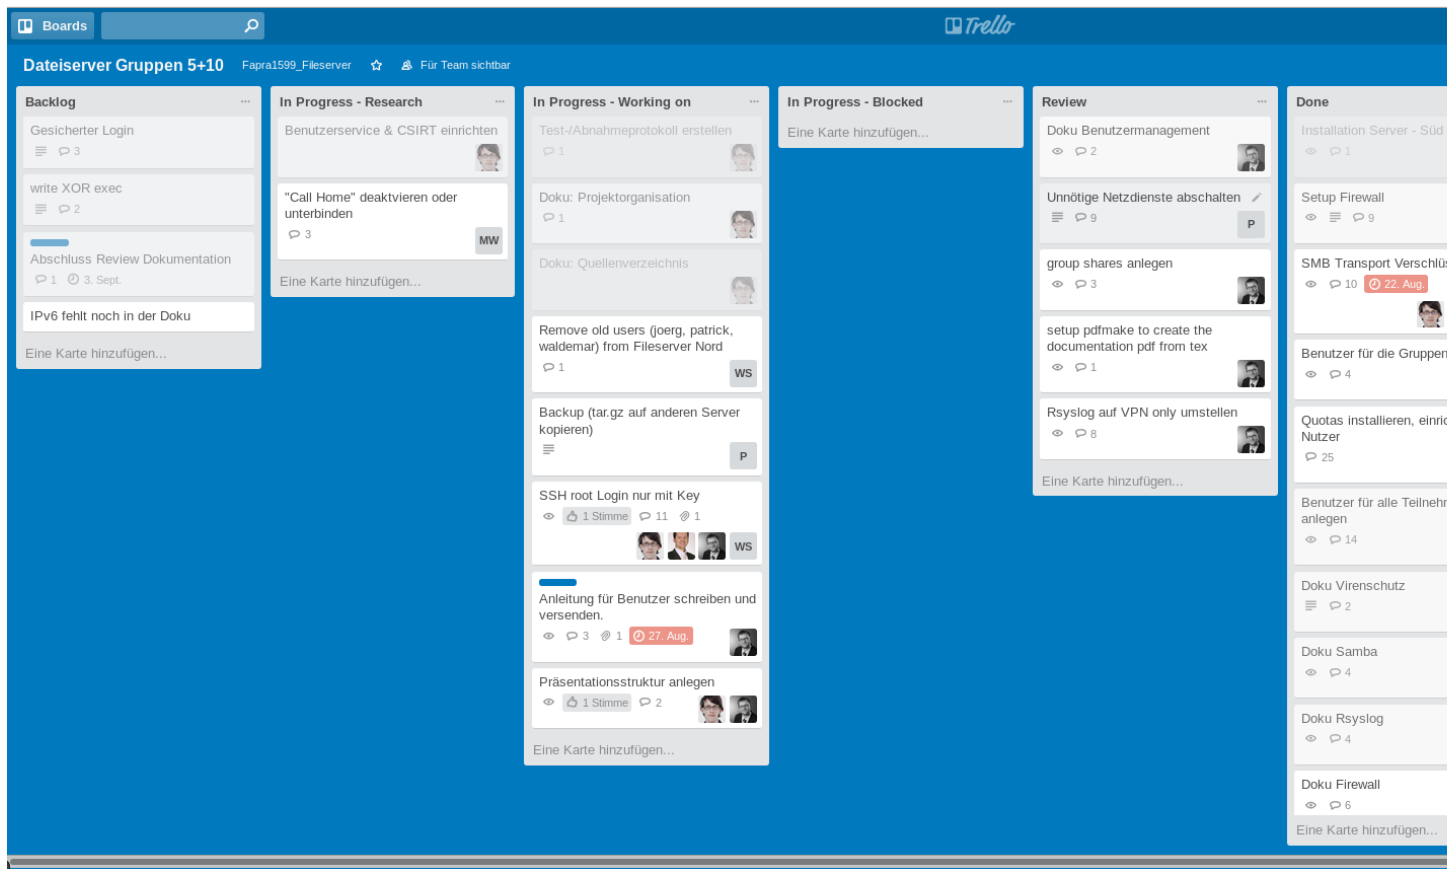 Boards
Trello
Dateiserver Gruppen 5+10 Fapra1599_Fileserver Für Team sichtbar
Backlog
Gesicherter Login
3
write XOR exec
2
Abschluss Review Dokumentation
1 3. Sept.
IPv6 fehlt noch in der Doku
Eine Karte hinzufügen...
In Progress - Research
Benutzerservice & CSIRT einrichten
"Call Home" deaktvieren oder
unterbinden
3
MW
Eine Karte hinzufügen...
In Progress - Working on
Test-/Abnahmeprotokoll erstellen
1
Doku: Projektorganisation
1
Doku: Quellenverzeichnis
Remove old users (joerg, patrick,
waldemar) from Fileserver Nord
1
WS
Backup (tar.gz auf anderen Server
kopieren)
P
SSH root Login nur mit Key
1 Stimme 11 1
WS
Anleitung für Benutzer schreiben und
versenden.
3 1 27. Aug.
Präsentationsstruktur anlegen
1 Stimme 2
Eine Karte hinzufügen...
In Progress - Blocked
Eine Karte hinzufügen...
Review
Doku Benutzermanagement
2
Unnötige Netzdienste abschalten
9
P
group shares anlegen
3
setup pdfmake to create the
documentation pdf from tex
1
Rsyslog auf VPN only umstellen
8
Eine Karte hinzufügen...
Done
Installation Server - Süd
1
Setup Firewall
9
SMB Transport
10 22. Aug.
Benutzer für die Gruppen
4
Quotas installieren,
Nutzer
25
Benutzer für alle
anlegen
14
Doku Virenschutz
2
Doku Samba
4
Doku Rsyslog
4
Doku Firewall
6
Eine Karte hinzufügen...